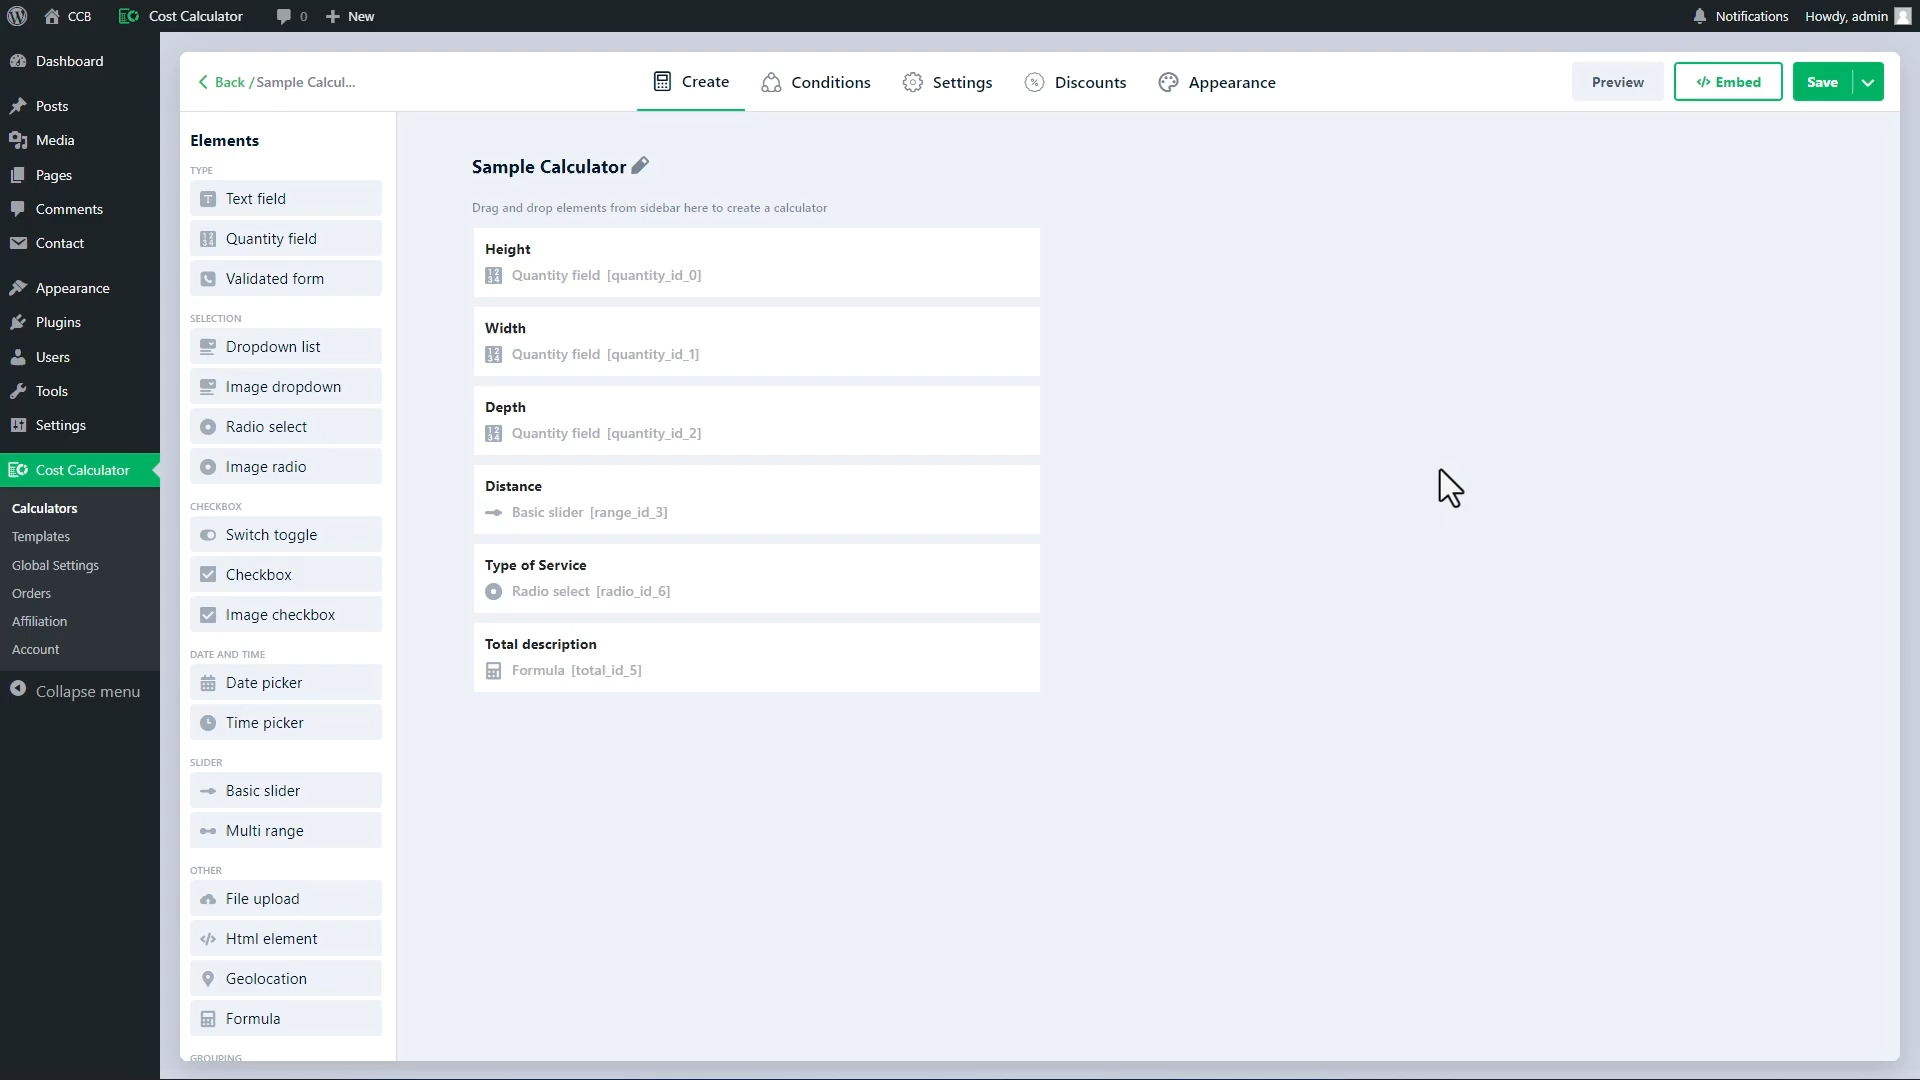 CCB
Cost Calculator
0
New
Notifications
Howdy, admin
Dashboard
Posts
Media
Pages
Comments
Contact
Appearance
Plugins
Users
Tools
Settings
Cost Calculator
Calculators
Templates
Global Settings
Orders
Affiliation
Account
Collapse menu
Back /Sample Calcul...
Create
Conditions
Settings
Discounts
Appearance
Preview
Embed
Save
Elements
TYPE
Text field
Quantity field
Validated form
SELECTION
Dropdown list
Image dropdown
Radio select
Image radio
CHECKBOX
Switch toggle
Checkbox
Image checkbox
DATE AND TIME
Date picker
Time picker
SLIDER
Basic slider
Multi range
OTHER
File upload
Html element
Geolocation
Formula
GROUPING
Sample Calculator
Drag and drop elements from sidebar here to create a calculator
Height
Quantity field [quantity_id_0]
Width
Quantity field [quantity_id_1]
Depth
Quantity field [quantity_id_2]
Distance
Basic slider [range_id_3]
Type of Service
Radio select [radio_id_6]
Total description
Formula [total_id_5]